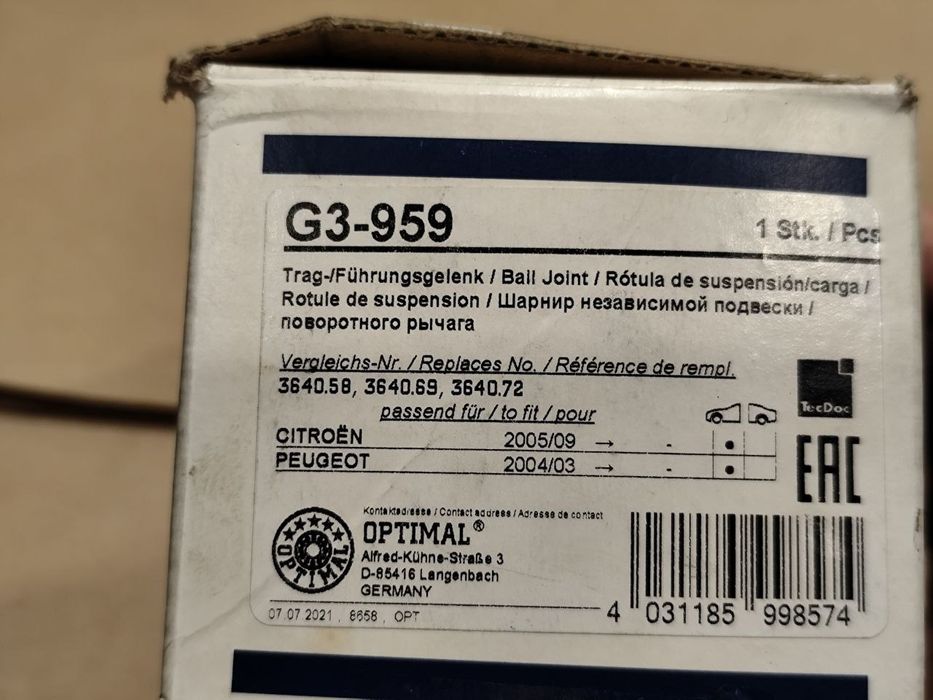 G3-959
1 Stk. / Pcs
Trag-/Führungsgelenk / Ball Joint / Rótula de suspensión/carga /
Rotule de suspension / Шарнир независимой подвески /
поворотного рычага
Vergleichs-Nr. / Replaces No. / Référence de rempl.
3640.58, 3640.69, 3640.72
passend für / to fit / pour
TecDoc
CITROËN 2005/09 → -
PEUGEOT 2004/03 → -
EAC
Kontaktadresse / Contact address / Adresse de contact
OPTIMAL®
OPTIMAL
Alfred-Kühne-Straße 3
D-85416 Langenbach
GERMANY
07.07.2021 , 8658 , OPT
4 031185 998574